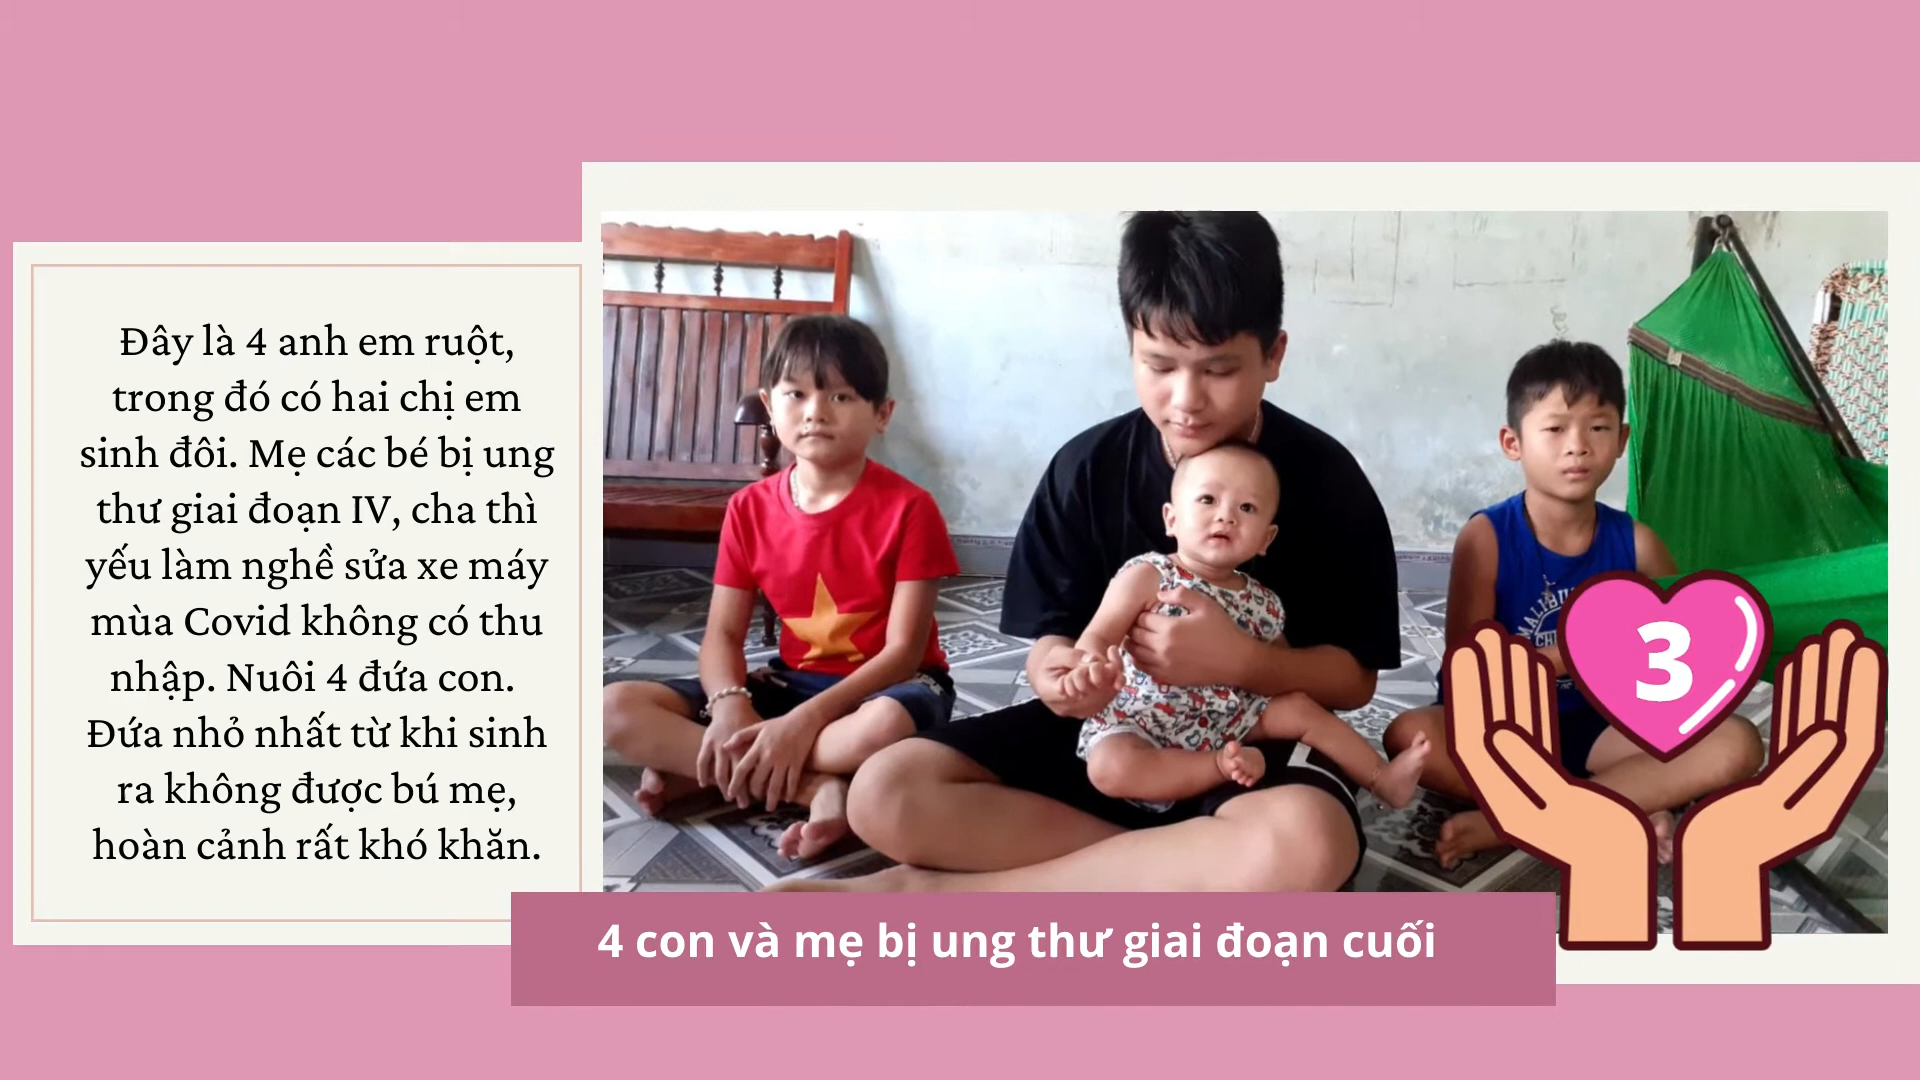 Đây là 4 anh em ruột,
trong đó có hai chị em
sinh đôi. Mẹ các bé bị ung
thư giai đoạn IV, cha thì
yếu làm nghề sửa xe máy
mùa Covid không có thu
nhập. Nuôi 4 đứa con.
Đứa nhỏ nhất từ khi sinh
ra không được bú mẹ,
hoàn cảnh rất khó khăn.
3
4 con và mẹ bị ung thư giai đoạn cuối